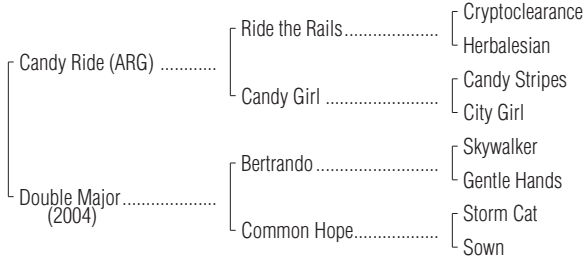 Cryptoclearance
Ride the Rails
Herbalesian
Candy Ride (ARG)
Candy Stripes
Candy Girl
City Girl
Skywalker
Bertrando
Gentle Hands
Double Major
(2004)
Storm Cat
Common Hope
Sown